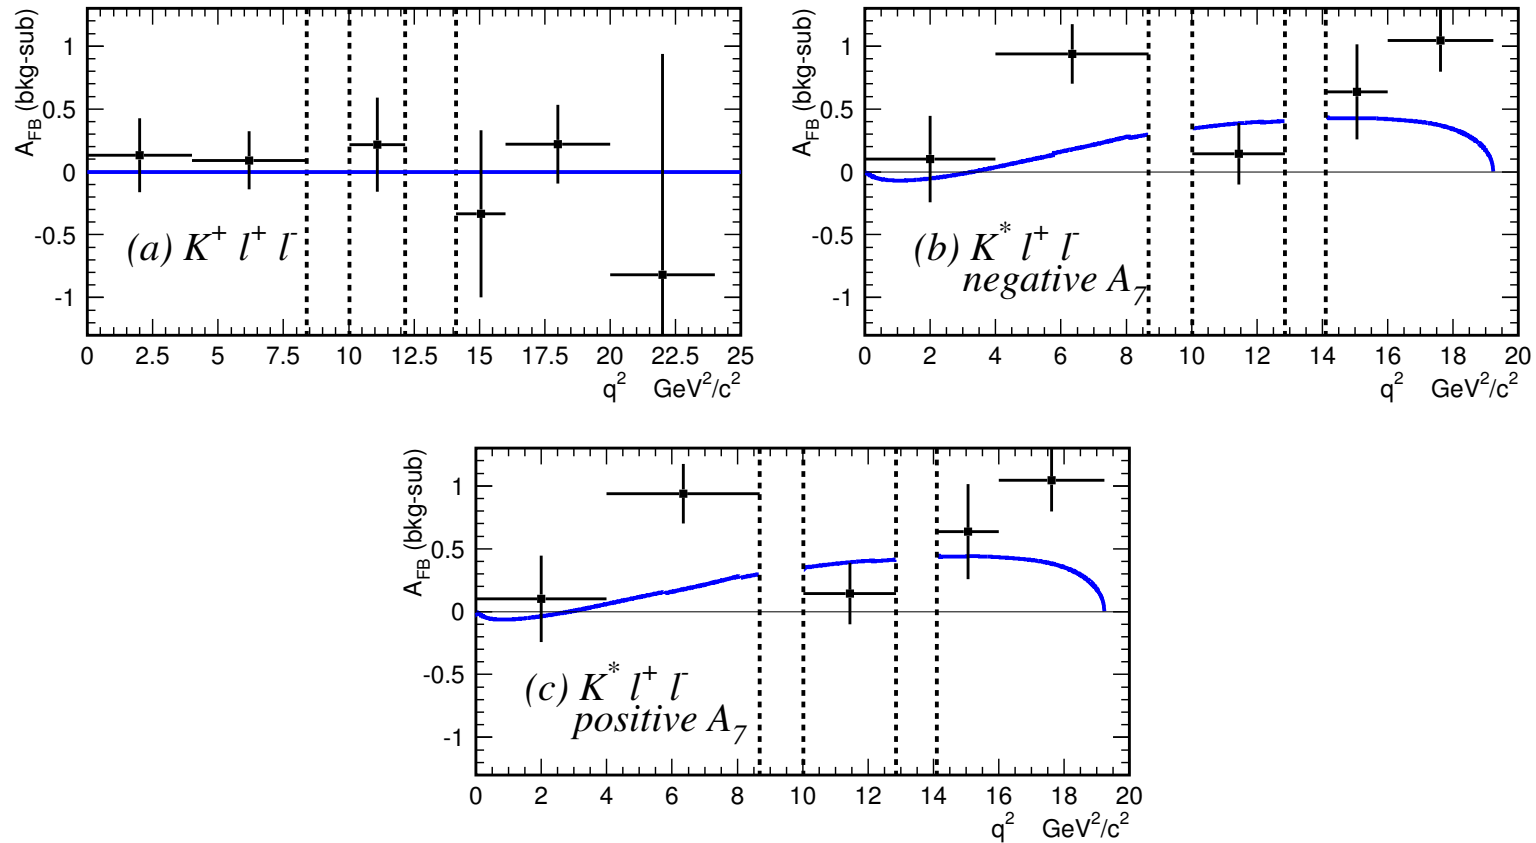 A_FB (bkg-sub)
1
0.5
0
-0.5
-1
(a) K⁺ l⁺ l⁻
0 2.5 5 7.5 10 12.5 15 17.5 20 22.5 25
q² GeV²/c²
A_FB (bkg-sub)
1
0.5
0
-0.5
-1
(b) K* l⁺ l⁻
negative A₇
0 2 4 6 8 10 12 14 16 18 20
q² GeV²/c²
A_FB (bkg-sub)
1
0.5
0
-0.5
-1
(c) K* l⁺ l⁻
positive A₇
0 2 4 6 8 10 12 14 16 18 20
q² GeV²/c²